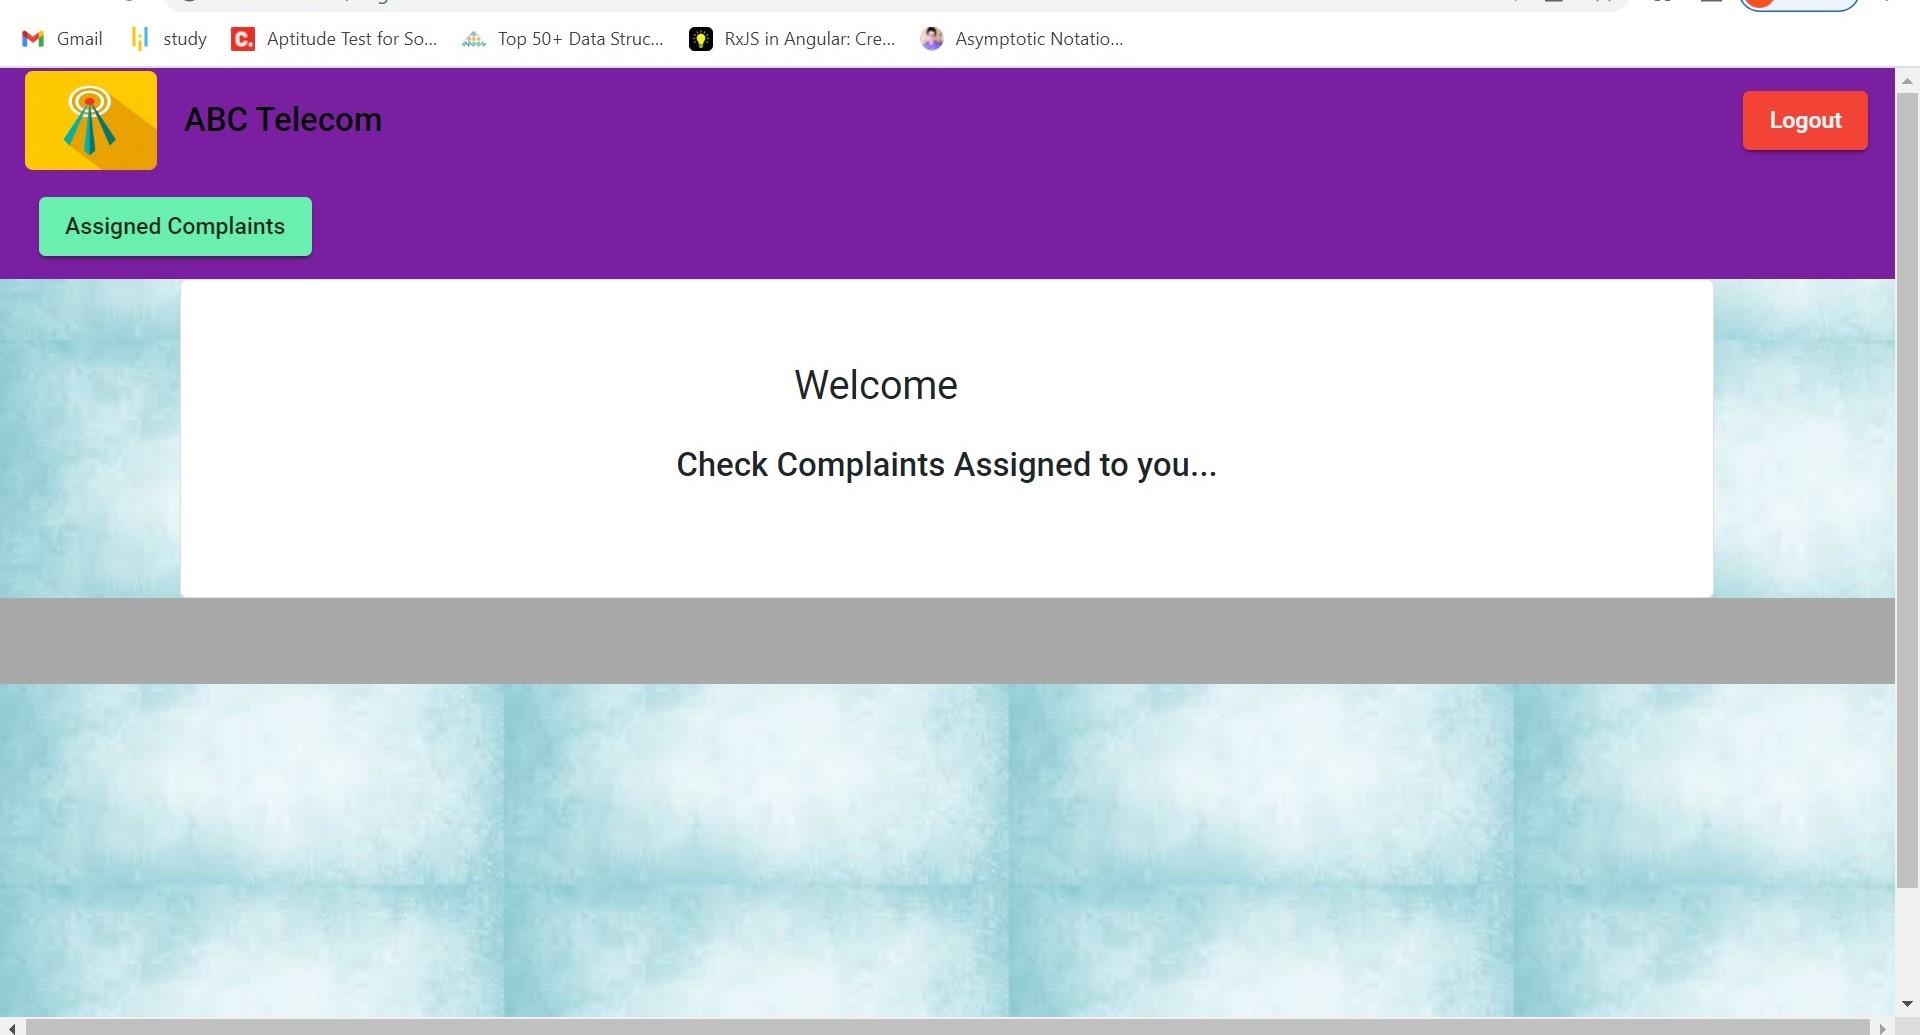 Gmail
study
Aptitude Test for So...
Top 50+ Data Struc...
RxJS in Angular: Cre...
Asymptotic Notatio...
ABC Telecom
Logout
Assigned Complaints
Welcome
Check Complaints Assigned to you...